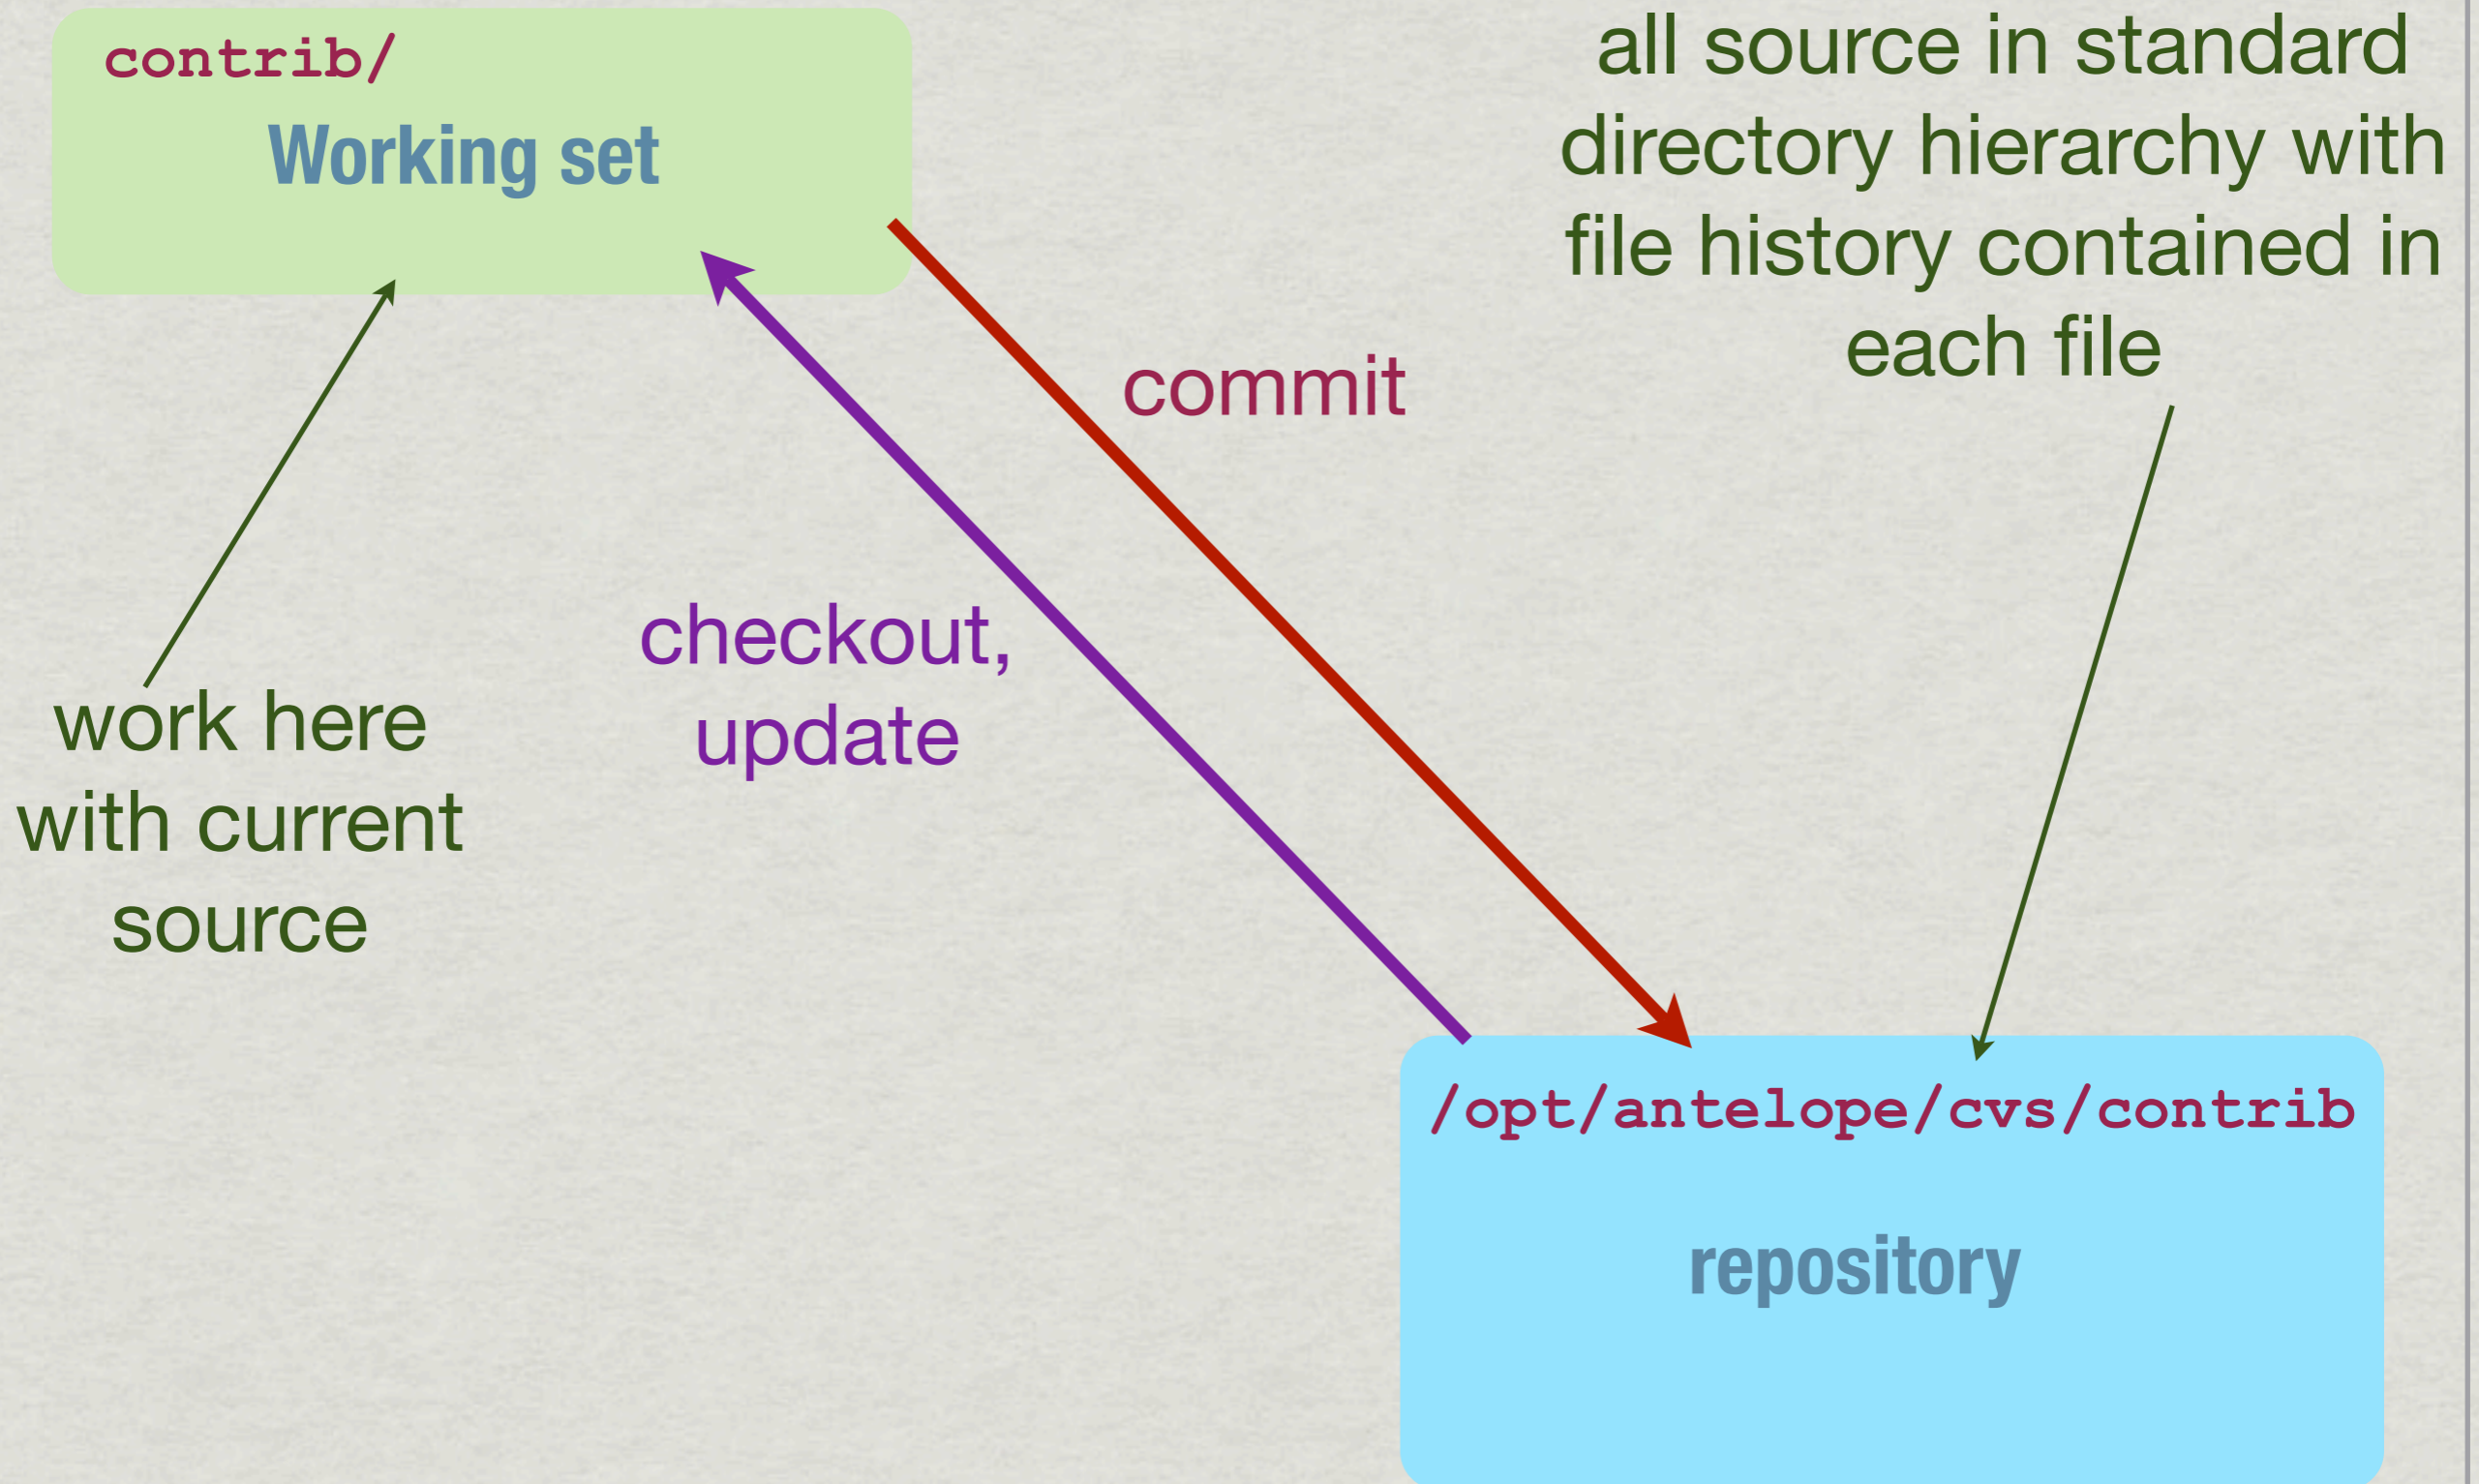 contrib/
Working set
all source in standard
directory hierarchy with
file history contained in
each file
commit
checkout,
update
work here
with current
source
/opt/antelope/cvs/contrib
repository